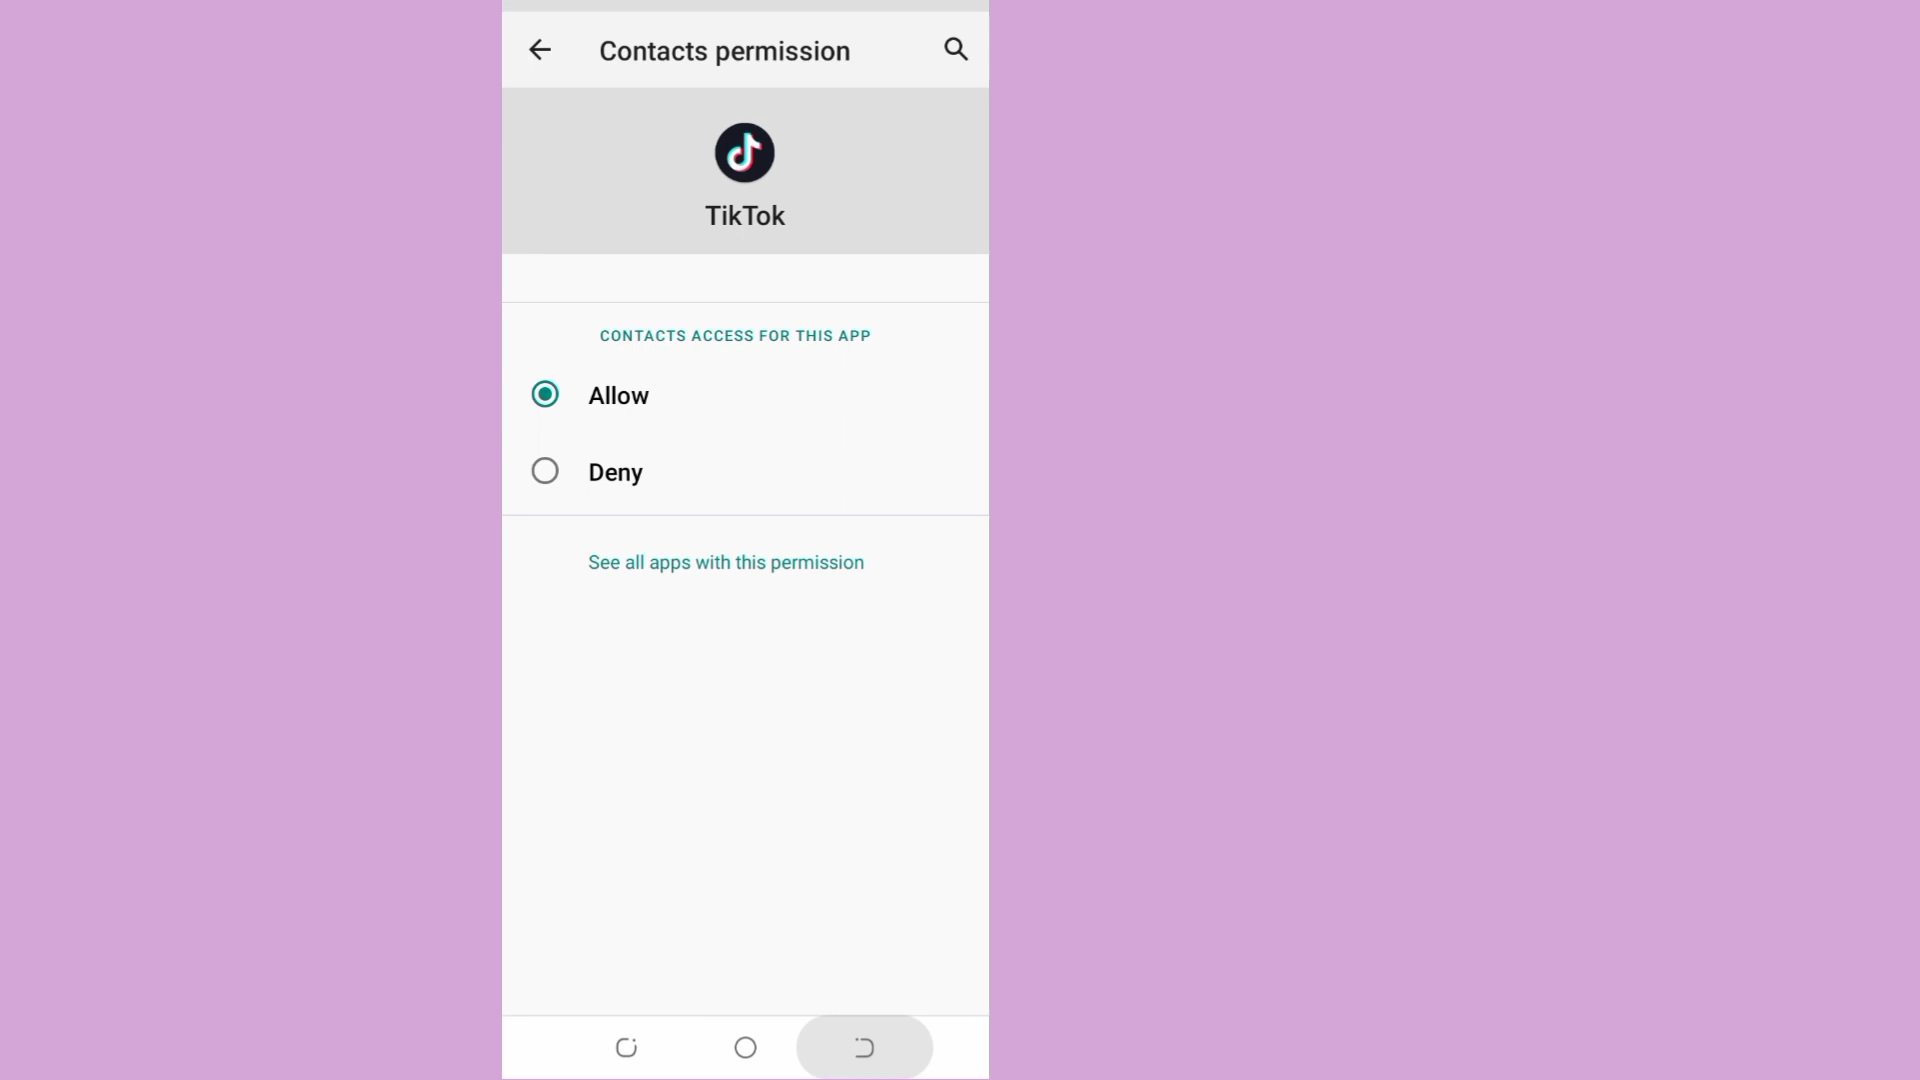 Contacts permission
TikTok
CONTACTS ACCESS FOR THIS APP
Allow
Deny
See all apps with this permission